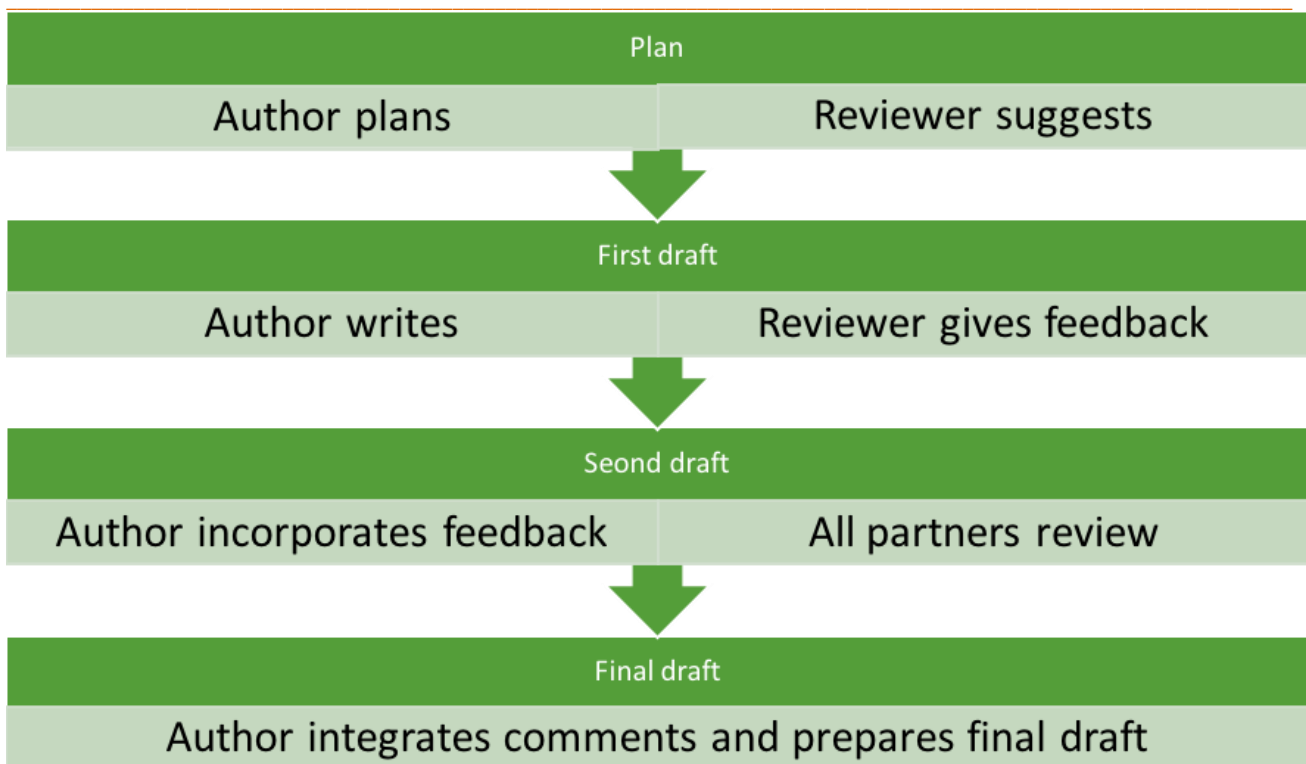 Plan
Author plans
Reviewer suggests
First draft
Author writes
Reviewer gives feedback
Seond draft
Author incorporates feedback
All partners review
Final draft
Author integrates comments and prepares final draft